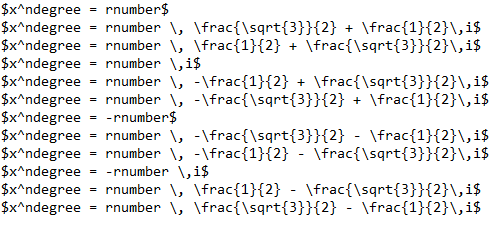 $x^ndegree = rnumber$
$x^ndegree = rnumber \, \frac{\sqrt{3}}{2} + \frac{1}{2}\,i$
$x^ndegree = rnumber \, \frac{1}{2} + \frac{\sqrt{3}}{2}\,i$
$x^ndegree = rnumber \,i$
$x^ndegree = rnumber \, -\frac{1}{2} + \frac{\sqrt{3}}{2}\,i$
$x^ndegree = rnumber \, -\frac{\sqrt{3}}{2} + \frac{1}{2}\,i$
$x^ndegree = -rnumber$
$x^ndegree = rnumber \, -\frac{\sqrt{3}}{2} - \frac{1}{2}\,i$
$x^ndegree = rnumber \, -\frac{1}{2} - \frac{\sqrt{3}}{2}\,i$
$x^ndegree = -rnumber \,i$
$x^ndegree = rnumber \, \frac{1}{2} - \frac{\sqrt{3}}{2}\,i$
$x^ndegree = rnumber \, \frac{\sqrt{3}}{2} - \frac{1}{2}\,i$